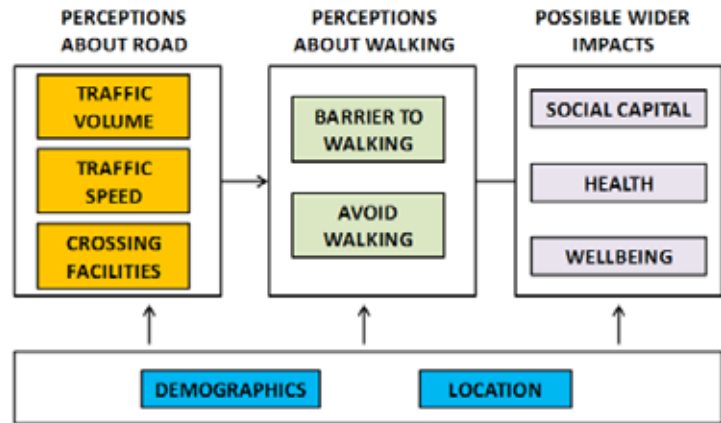 PERCEPTIONS
ABOUT ROAD
TRAFFIC
VOLUME
TRAFFIC
SPEED
CROSSING
FACILITIES
PERCEPTIONS
ABOUT WALKING
BARRIER TO
WALKING
AVOID
WALKING
POSSIBLE WIDER
IMPACTS
SOCIAL CAPITAL
HEALTH
WELLBEING
DEMOGRAPHICS
LOCATION